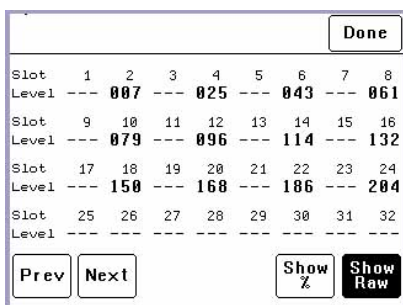 Done
Slot 1 2 3 4 5 6 7 8
Level --- 007 --- 025 --- 043 --- 061
Slot 9 10 11 12 13 14 15 16
Level --- 079 --- 096 --- 114 --- 132
Slot 17 18 19 20 21 22 23 24
Level --- 150 --- 168 --- 186 --- 204
Slot 25 26 27 28 29 30 31 32
Level --- --- --- --- --- --- --- ---
Prev Next Show % Show Raw